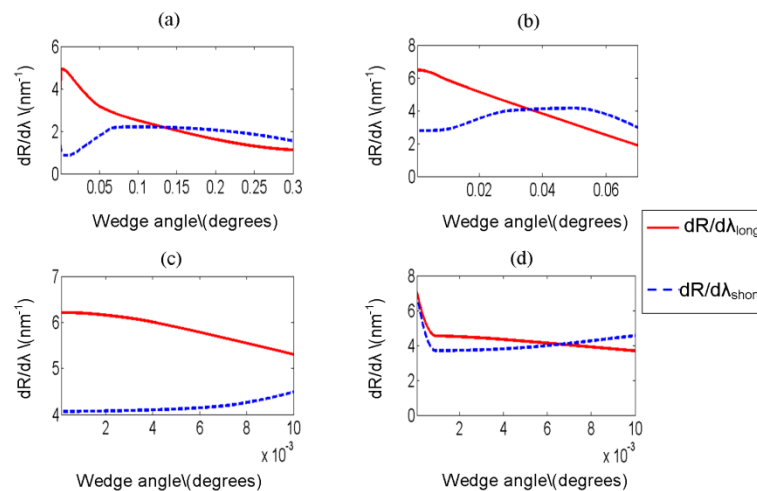 (a)
dR/dλ \(nm⁻¹)
6
4
2
0
0.05 0.1 0.15 0.2 0.25 0.3
Wedge angle\(degrees)
(b)
dR/dλ \(nm⁻¹)
8
6
4
2
0
0.02 0.04 0.06
Wedge angle\(degrees)
(c)
dR/dλ \(nm⁻¹)
7
6
5
4
2 4 6 8 10
x 10⁻³
Wedge angle\(degrees)
(d)
dR/dλ \(nm⁻¹)
8
6
4
2
0
2 4 6 8 10
x 10⁻³
Wedge angle\(degrees)
dR/dλlong
dR/dλshort